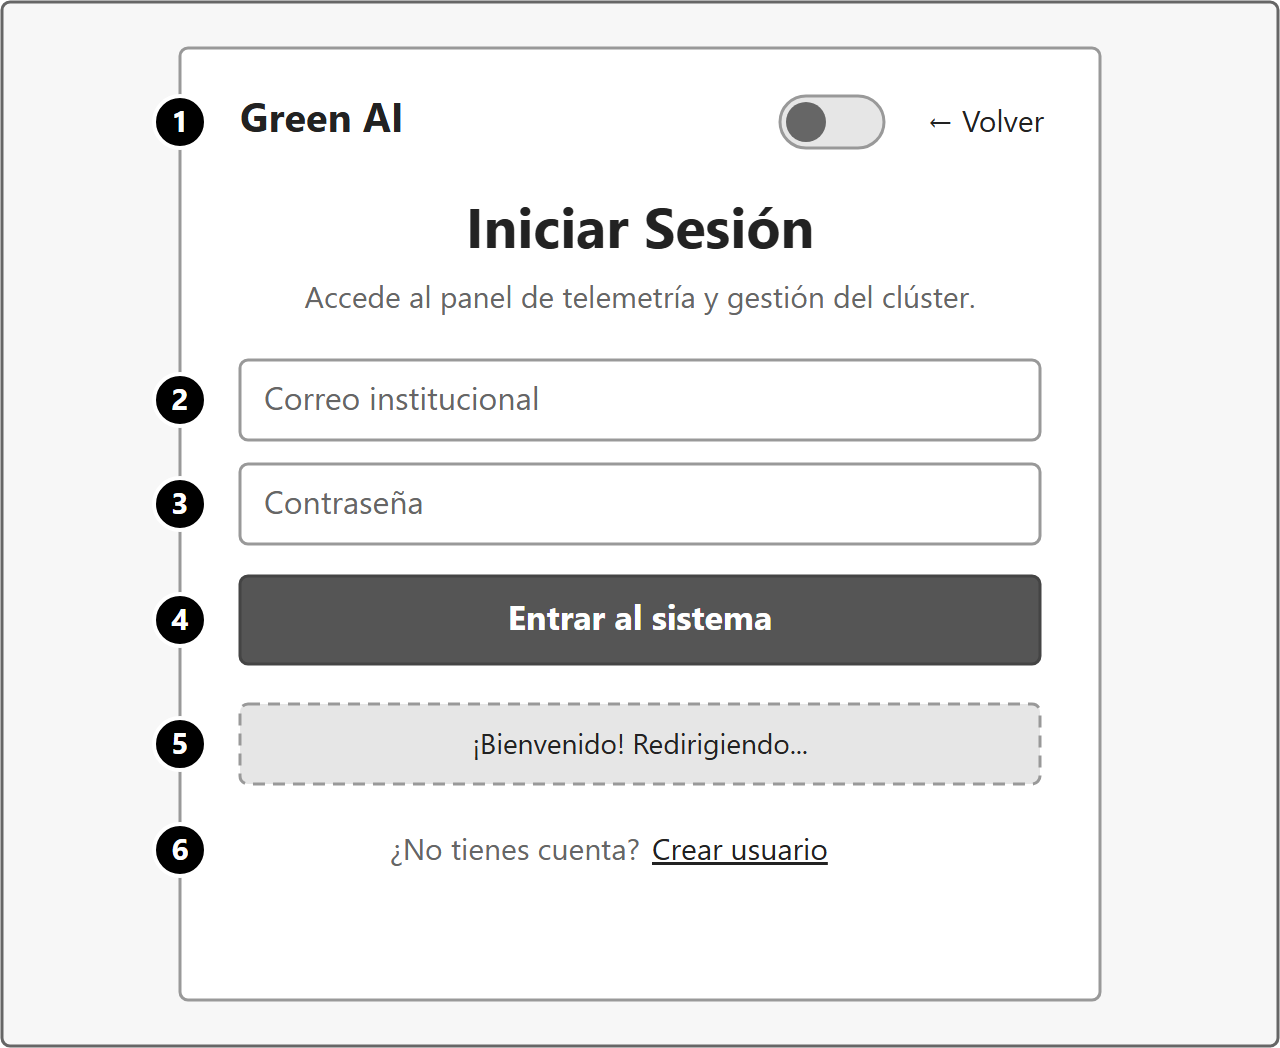 1 Green AI ← Volver
Iniciar Sesión
Accede al panel de telemetría y gestión del clúster.
2 Correo institucional
3 Contraseña
4 Entrar al sistema
5 ¡Bienvenido! Redirigiendo...
6 ¿No tienes cuenta? Crear usuario